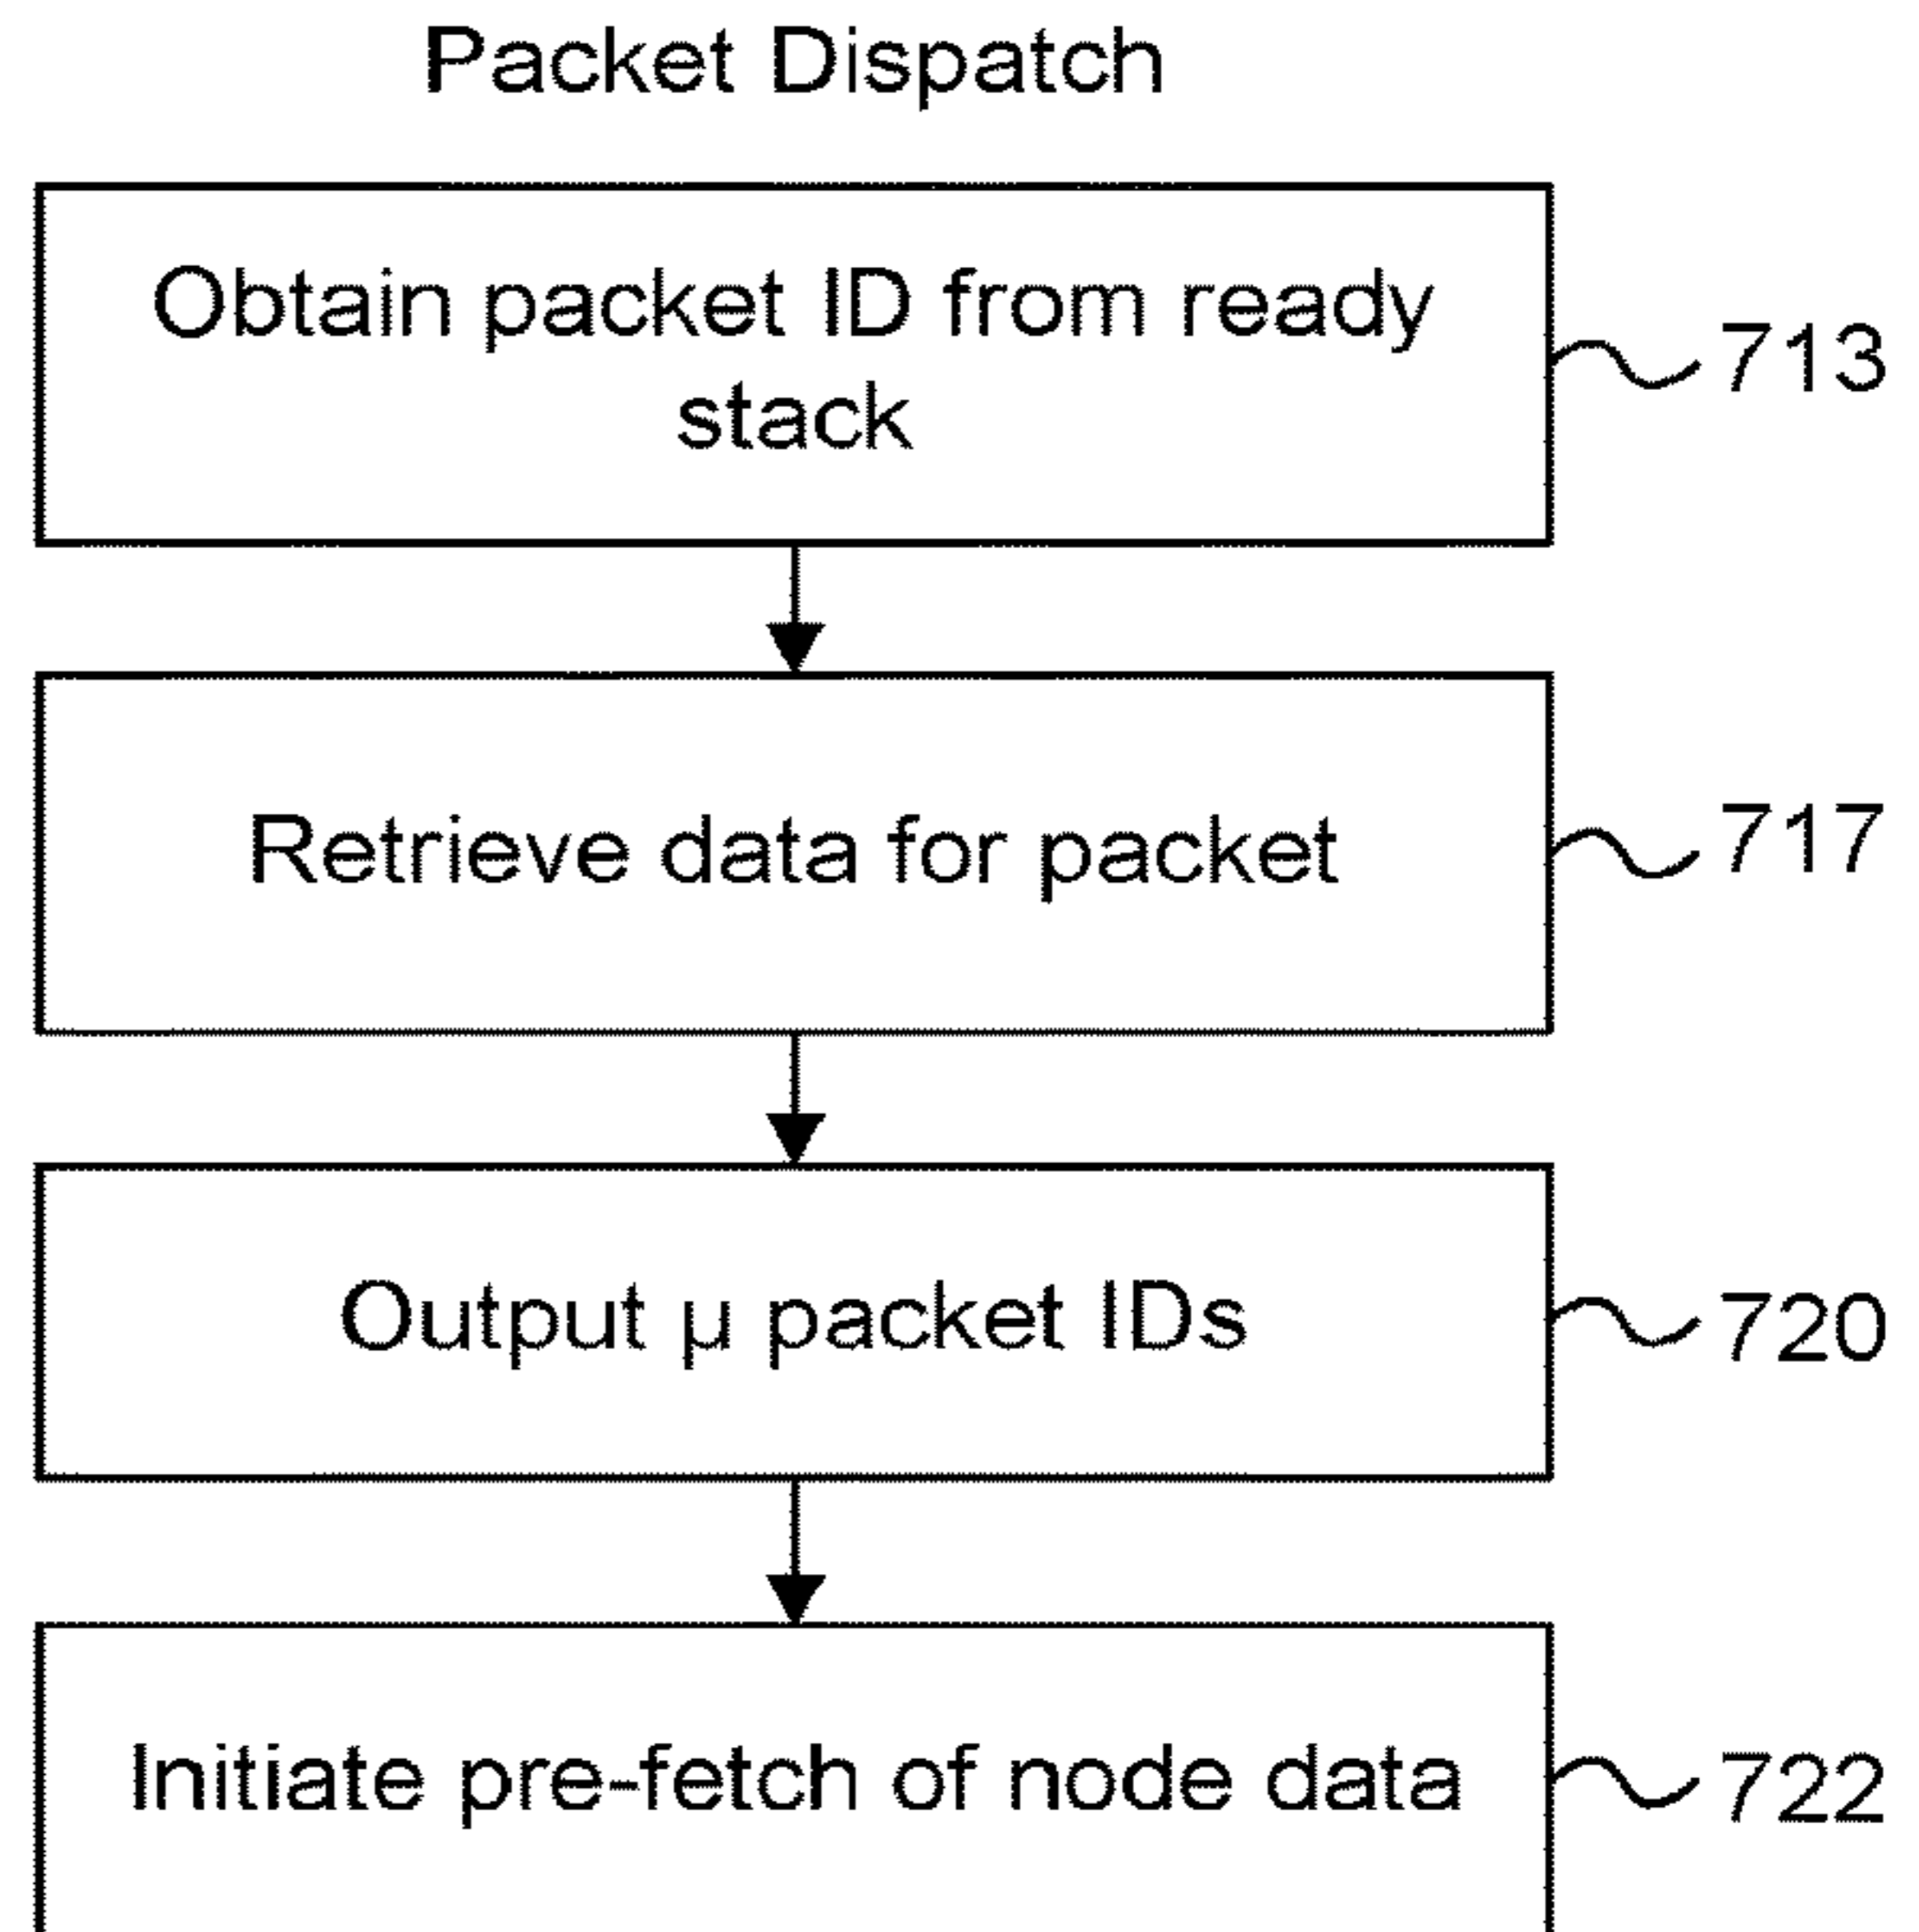 Packet Dispatch
Obtain packet ID from ready
stack
713
Retrieve data for packet
717
Output µ packet IDs
720
Initiate pre-fetch of node data
722